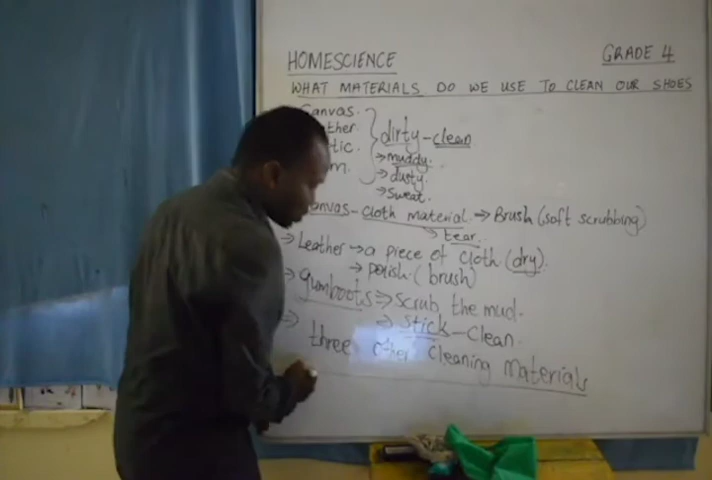 HOMESCIENCE GRADE 4
WHAT MATERIALS DO WE USE TO CLEAN OUR SHOES
Canvas.
dirty - clean
→ muddy.
→ dusty.
→ sweat.
cloth material → Brush (soft scrubbing)
→ tear.
⇒ Leather → a piece of cloth (dry).
→ polish (brush)
⇒ Gumboots ⇒ Scrub the mud.
⇒ Stick - Clean.
⇒ three other cleaning Materials